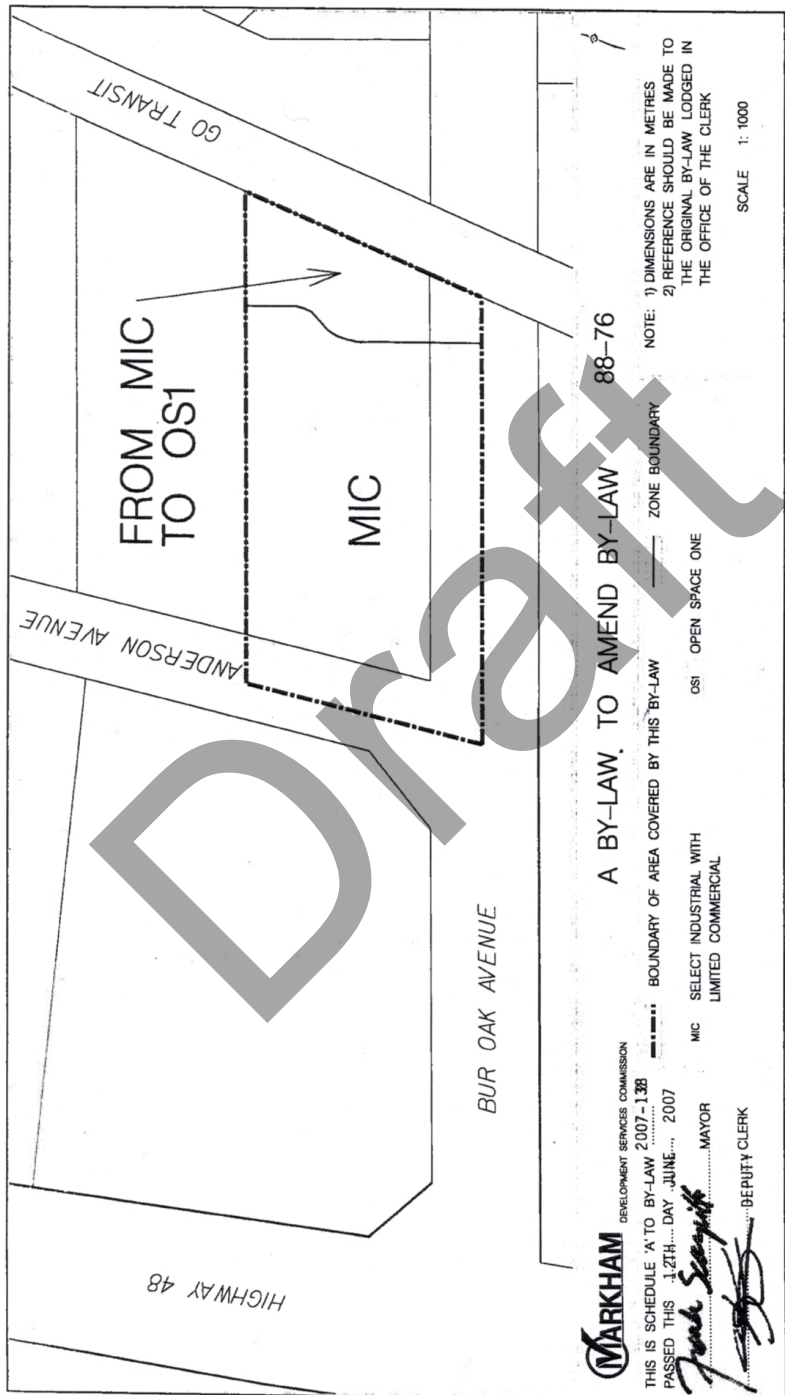 GO TRANSIT
FROM MIC
TO OS1
ANDERSON AVENUE
MIC
BUR OAK AVENUE
HIGHWAY 48
Draft
A BY-LAW TO AMEND BY-LAW 88-76
MARKHAM DEVELOPMENT SERVICES COMMISSION
THIS IS SCHEDULE 'A' TO BY-LAW 2007-138
PASSED THIS 12TH DAY JUNE 2007
MAYOR
DEPUTY CLERK
BOUNDARY OF AREA COVERED BY THIS BY-LAW
ZONE BOUNDARY
MIC SELECT INDUSTRIAL WITH
LIMITED COMMERCIAL
OS1 OPEN SPACE ONE
NOTE: 1) DIMENSIONS ARE IN METRES
2) REFERENCE SHOULD BE MADE TO
THE ORIGINAL BY-LAW LODGED IN
THE OFFICE OF THE CLERK
SCALE 1: 1000